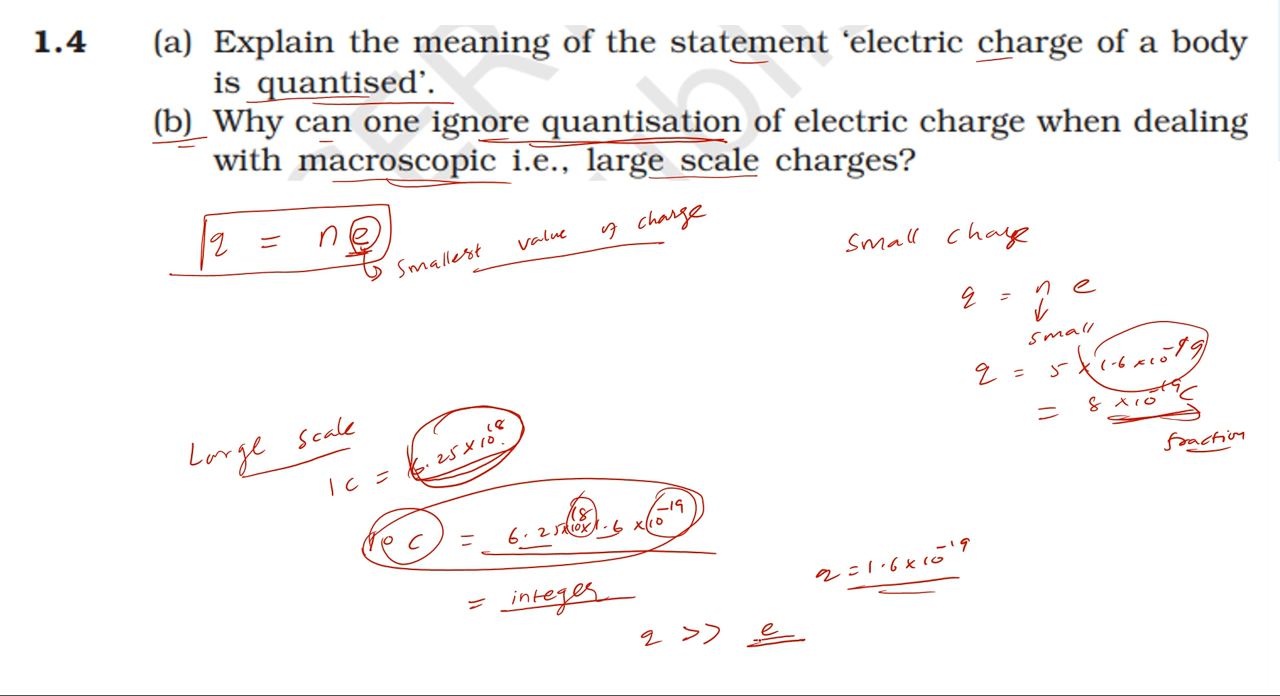 1.4 (a) Explain the meaning of the statement ‘electric charge of a body
is quantised’.
(b) Why can one ignore quantisation of electric charge when dealing
with macroscopic i.e., large scale charges?
q = ne
smallest value of charge
Small charge
q = n e
small
q = 5 × 1.6 × 10⁻¹⁹
= 8 × 10⁻¹⁹ C
fraction
Large scale
1 C = 6.25 × 10¹⁸
10 C = 6.25 × 10¹⁸ × 1.6 × 10⁻¹⁹
= integer
q = 1.6 × 10⁻¹⁹
q >> e